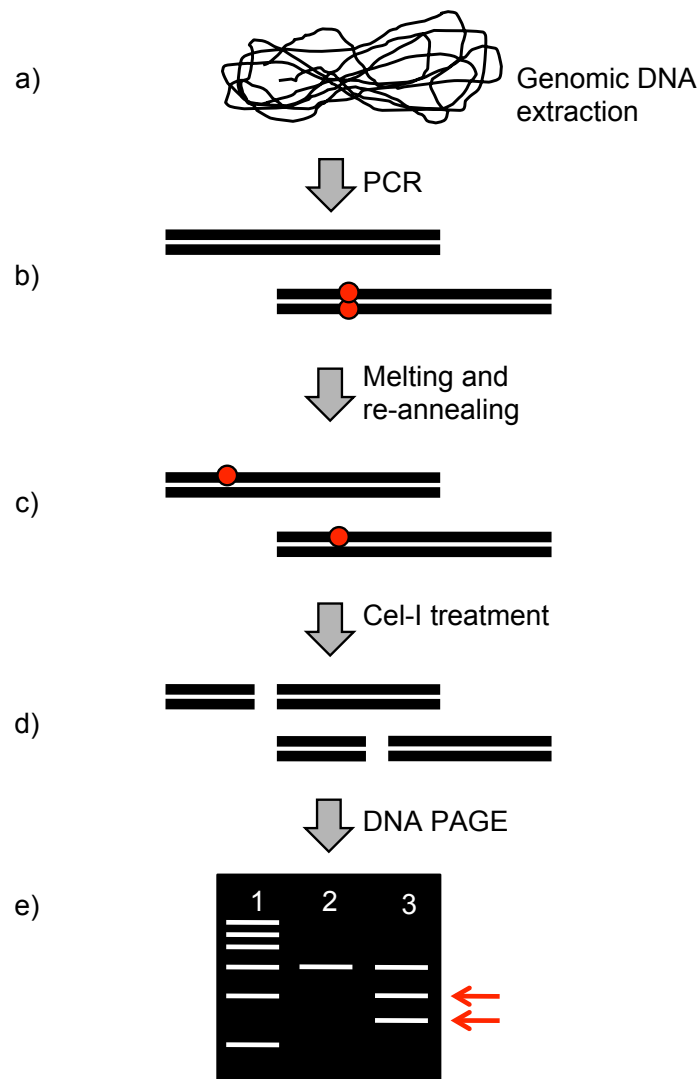 a)
Genomic DNA
extraction
PCR
b)
Melting and
re-annealing
c)
Cel-I treatment
d)
DNA PAGE
e)
1 2 3